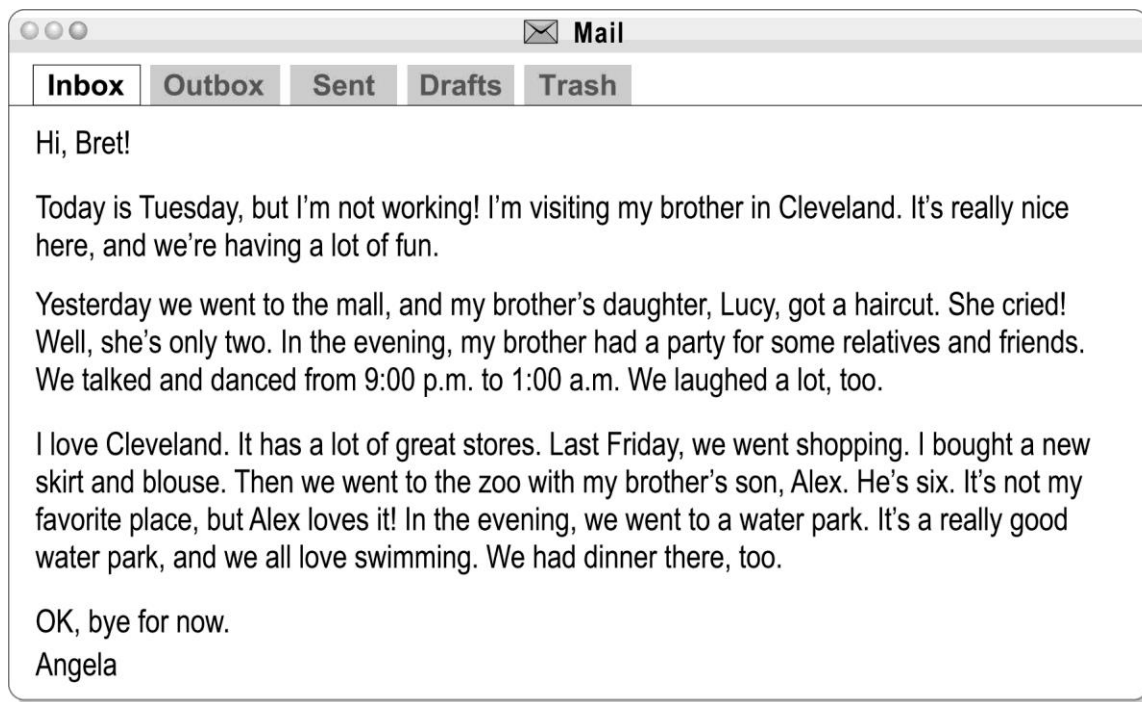 Mail
Inbox Outbox Sent Drafts Trash
Hi, Bret!
Today is Tuesday, but I’m not working! I’m visiting my brother in Cleveland. It’s really nice
here, and we’re having a lot of fun.
Yesterday we went to the mall, and my brother’s daughter, Lucy, got a haircut. She cried!
Well, she’s only two. In the evening, my brother had a party for some relatives and friends.
We talked and danced from 9:00 p.m. to 1:00 a.m. We laughed a lot, too.
I love Cleveland. It has a lot of great stores. Last Friday, we went shopping. I bought a new
skirt and blouse. Then we went to the zoo with my brother’s son, Alex. He’s six. It’s not my
favorite place, but Alex loves it! In the evening, we went to a water park. It’s a really good
water park, and we all love swimming. We had dinner there, too.
OK, bye for now.
Angela